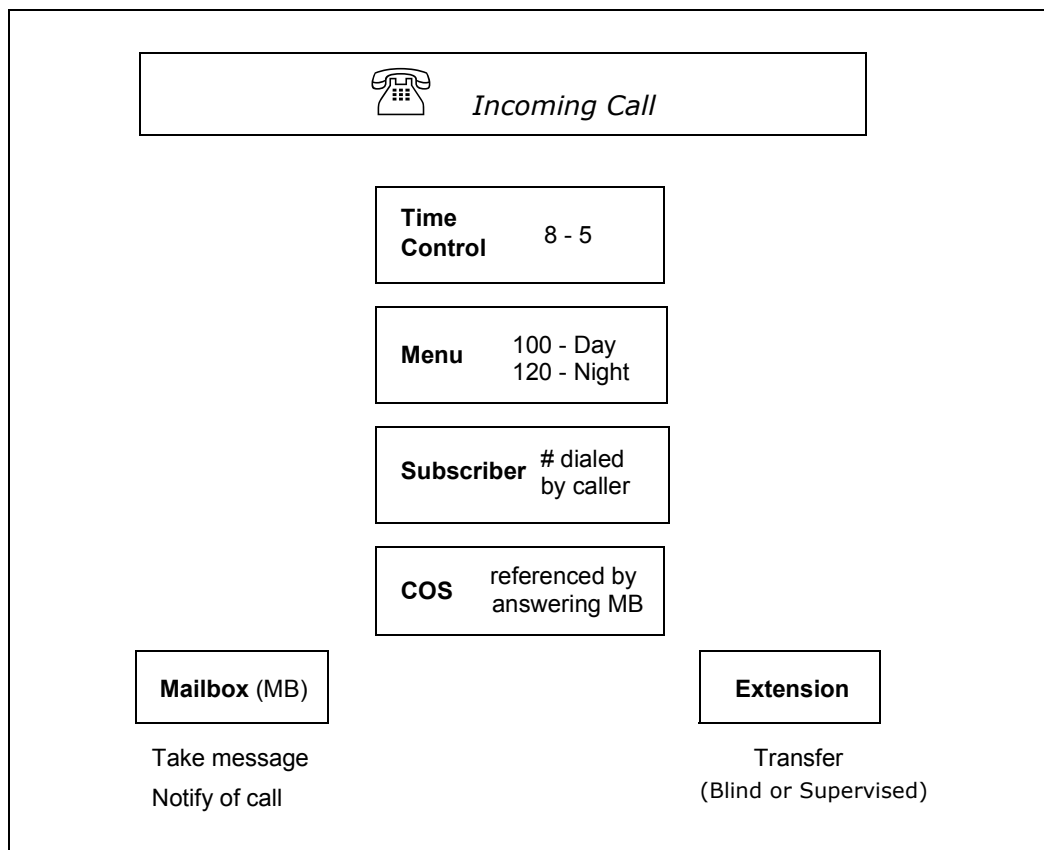 Incoming Call
Time
Control
8 - 5
Menu
100 - Day
120 - Night
Subscriber
# dialed
by caller
COS
referenced by
answering MB
Mailbox (MB)
Take message
Notify of call
Extension
Transfer
(Blind or Supervised)